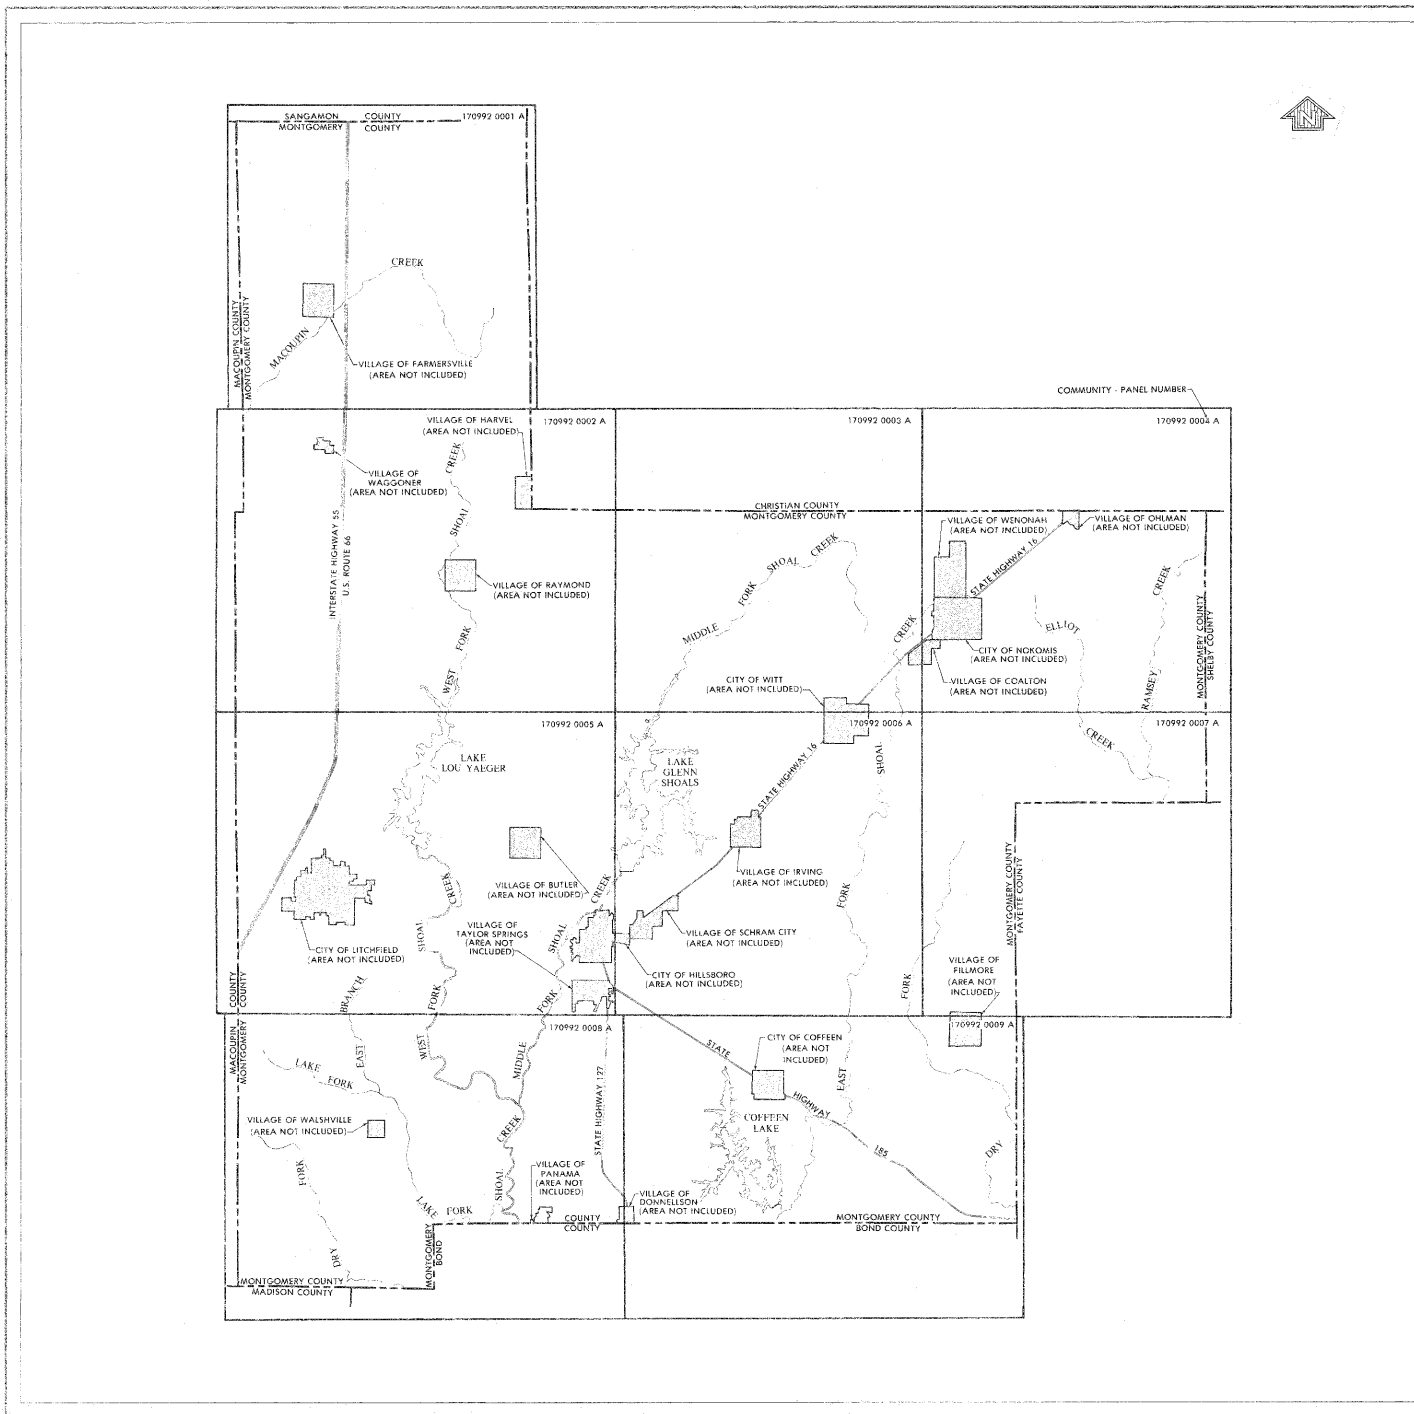 SANGAMON COUNTY
MONTGOMERY COUNTY
170992 0001 A
N
CREEK
MACOUPIN
MACOUPIN COUNTY
MONTGOMERY COUNTY
VILLAGE OF FARMERSVILLE
(AREA NOT INCLUDED)
COMMUNITY - PANEL NUMBER
VILLAGE OF HARVEL
(AREA NOT INCLUDED)
170992 0002 A
170992 0003 A
170992 0004 A
VILLAGE OF
WAGGONER
(AREA NOT INCLUDED)
CREEK
SHOAL
FORK
WEST
INTERSTATE HIGHWAY 55
U.S. ROUTE 66
CHRISTIAN COUNTY
MONTGOMERY COUNTY
VILLAGE OF WENONAH
(AREA NOT INCLUDED)
VILLAGE OF OHLMAN
(AREA NOT INCLUDED)
STATE HIGHWAY 16
VILLAGE OF RAYMOND
(AREA NOT INCLUDED)
MIDDLE FORK SHOAL CREEK
CREEK
ELLIOT
CREEK
RAMSEY
CREEK
MONTGOMERY COUNTY
SHELBY COUNTY
CITY OF NOKOMIS
(AREA NOT INCLUDED)
VILLAGE OF COALTON
(AREA NOT INCLUDED)
CITY OF WITT
(AREA NOT INCLUDED)
170992 0005 A
170992 0006 A
170992 0007 A
LAKE
LOU YAEGER
LAKE
GLENN
SHOALS
SHOAL
STATE HIGHWAY 16
VILLAGE OF IRVING
(AREA NOT INCLUDED)
VILLAGE OF BUTLER
(AREA NOT INCLUDED)
CREEK
SHOAL
FORK
MIDDLE
CREEK
SHOAL
FORK
WEST
FORK
EAST
MONTGOMERY COUNTY
FAYETTE COUNTY
VILLAGE OF
TAYLOR SPRINGS
(AREA NOT
INCLUDED)
VILLAGE OF SCHRAM CITY
(AREA NOT INCLUDED)
CITY OF LITCHFIELD
(AREA NOT INCLUDED)
CITY OF HILLSBORO
(AREA NOT INCLUDED)
VILLAGE OF
FILLMORE
(AREA NOT
INCLUDED)
FORK
DRY
MACOUPIN COUNTY
MONTGOMERY COUNTY
BRANCH
EAST
170992 0008 A
170992 0009 A
STATE HIGHWAY 185
CITY OF COFFEEN
(AREA NOT
INCLUDED)
LAKE FORK
STATE HIGHWAY 127
COFFEEN
LAKE
VILLAGE OF WALSHVILLE
(AREA NOT INCLUDED)
FORK
DRY
CREEK
SHOAL
LAKE FORK
VILLAGE OF
PANAMA
(AREA NOT
INCLUDED)
VILLAGE OF
DONNELLSON
(AREA NOT INCLUDED)
MONTGOMERY COUNTY
BOND COUNTY
MONTGOMERY COUNTY
BOND COUNTY
MONTGOMERY COUNTY
MADISON COUNTY